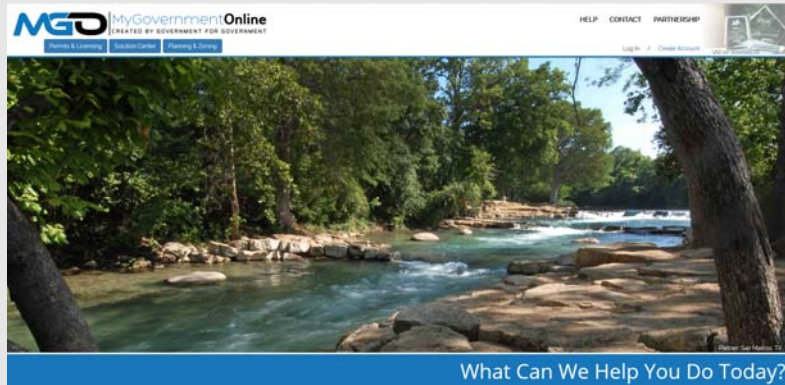 MGO MyGovernmentOnline
CREATED BY GOVERNMENT FOR GOVERNMENT
HELP CONTACT PARTNERSHIP
Permits & Licensing Solution Center Planning & Zoning
Log In / Create Account
Partner: San Marcos, TX
What Can We Help You Do Today?